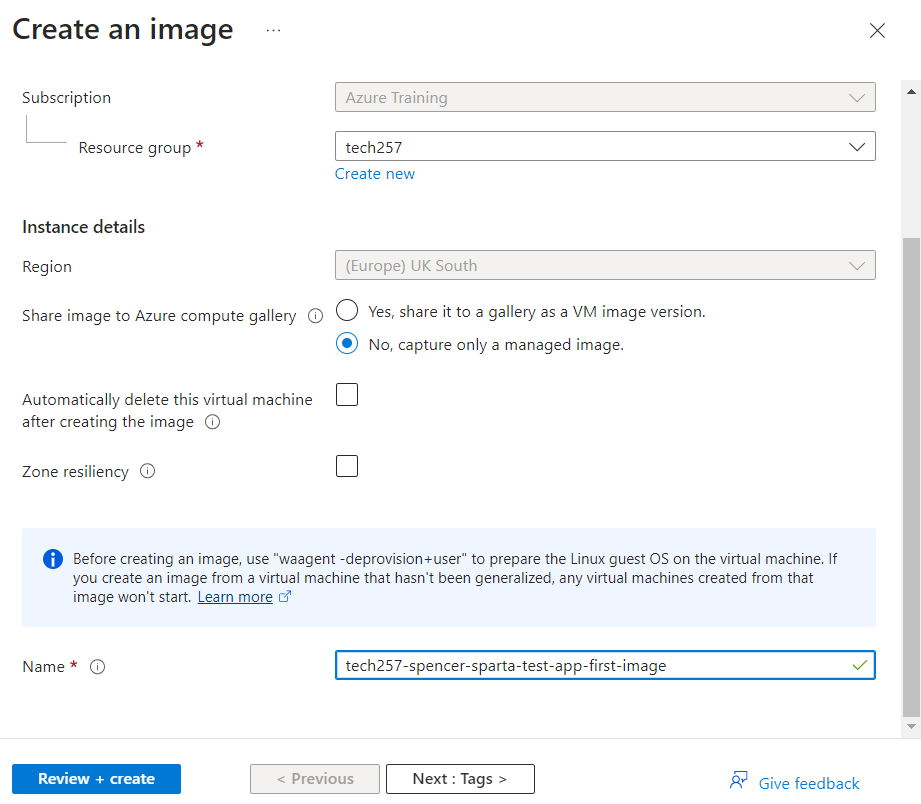 Create an image ...
Subscription
Azure Training
Resource group *
tech257
Create new
Instance details
Region
(Europe) UK South
Share image to Azure compute gallery
Yes, share it to a gallery as a VM image version.
No, capture only a managed image.
Automatically delete this virtual machine
after creating the image
Zone resiliency
Before creating an image, use "waagent -deprovision+user" to prepare the Linux guest OS on the virtual machine. If
you create an image from a virtual machine that hasn't been generalized, any virtual machines created from that
image won't start. Learn more
Name *
tech257-spencer-sparta-test-app-first-image
Review + create
< Previous
Next : Tags >
Give feedback